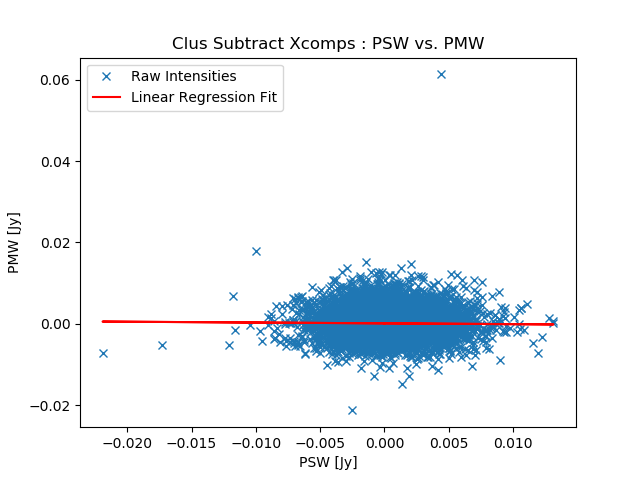 Clus Subtract Xcomps : PSW vs. PMW
Raw Intensities
Linear Regression Fit
PMW [Jy]
0.06
0.04
0.02
0.00
−0.02
−0.020
−0.015
−0.010
−0.005
0.000
0.005
0.010
PSW [Jy]